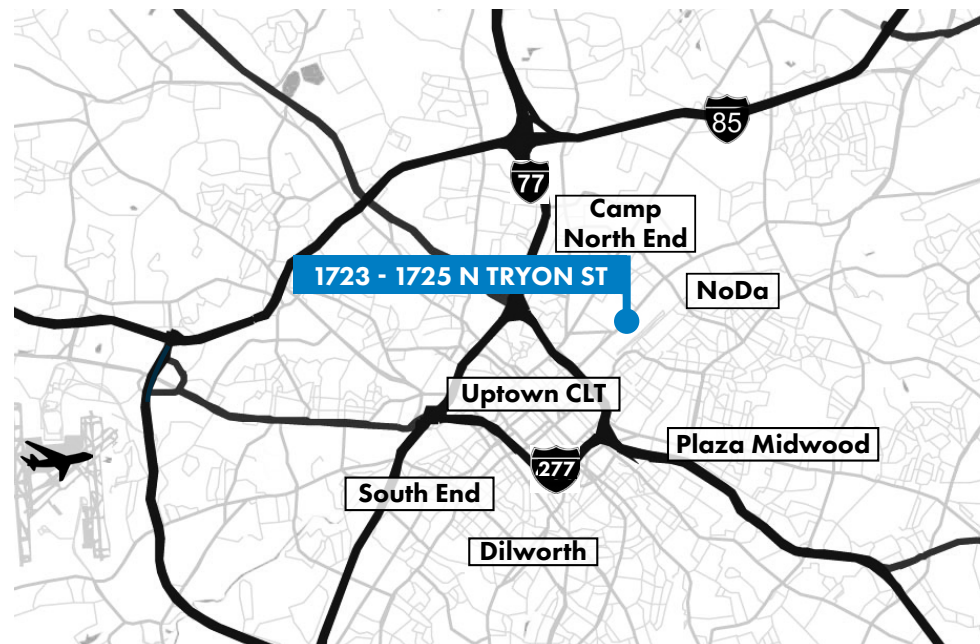 85
77
Camp
North End
1723 - 1725 N TRYON ST
NoDa
Uptown CLT
Plaza Midwood
277
South End
Dilworth